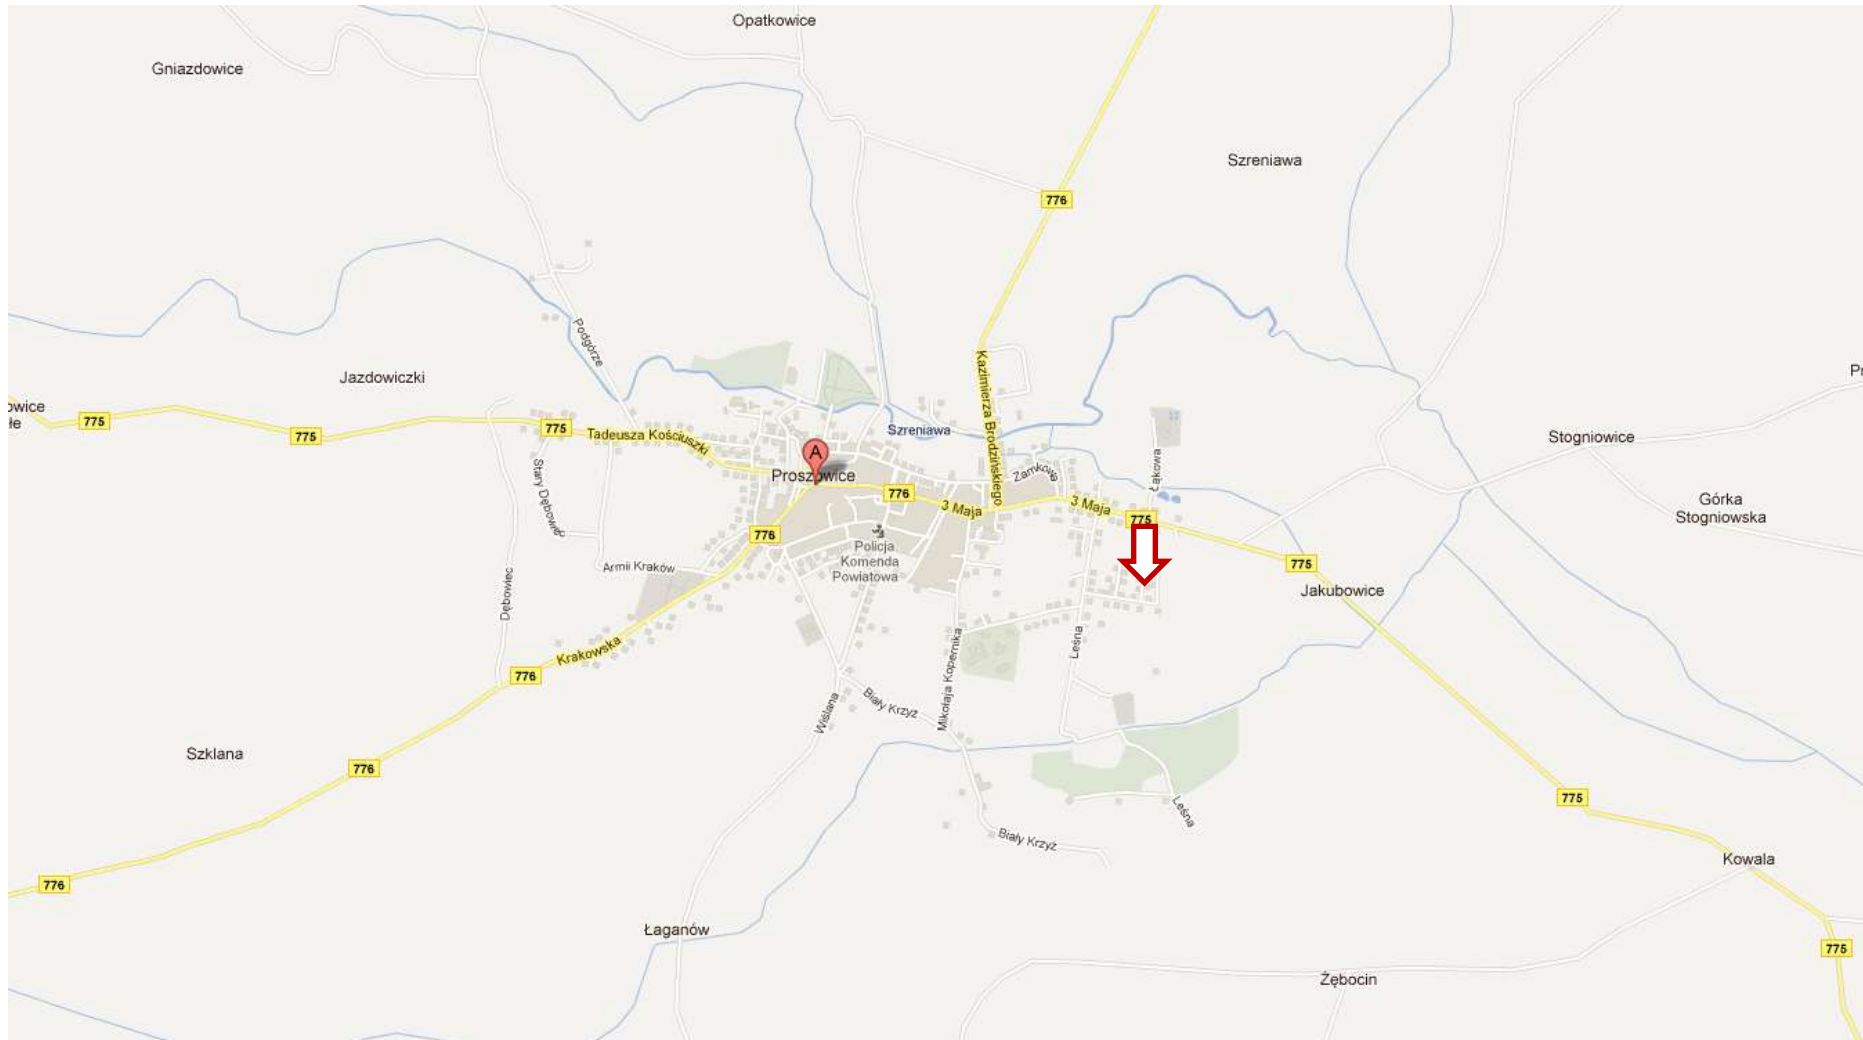 Opatkowice
Gniazdowice
Szreniawa
776
Podgórze
Jazdowiczki
Pr
owice
łe
775
775
775
Tadeusza Kościuszki
Kazimierza Brodzińskiego
Szreniawa
Stogniowice
A
Proszowice
Stary Dębowiec
Zamkowa
Łąkowa
776
3 Maja
3 Maja
775
Górka
Stogniowska
776
Policja
Komenda
Powiatowa
Armii Kraków
775
Jakubowice
Dębowiec
Krakowska
776
Leśna
Mikołaja Kopernika
Wiślana
Biały Krzyż
Szklana
776
775
Leśna
Biały Krzyż
Kowala
776
Łaganów
775
Żębocin